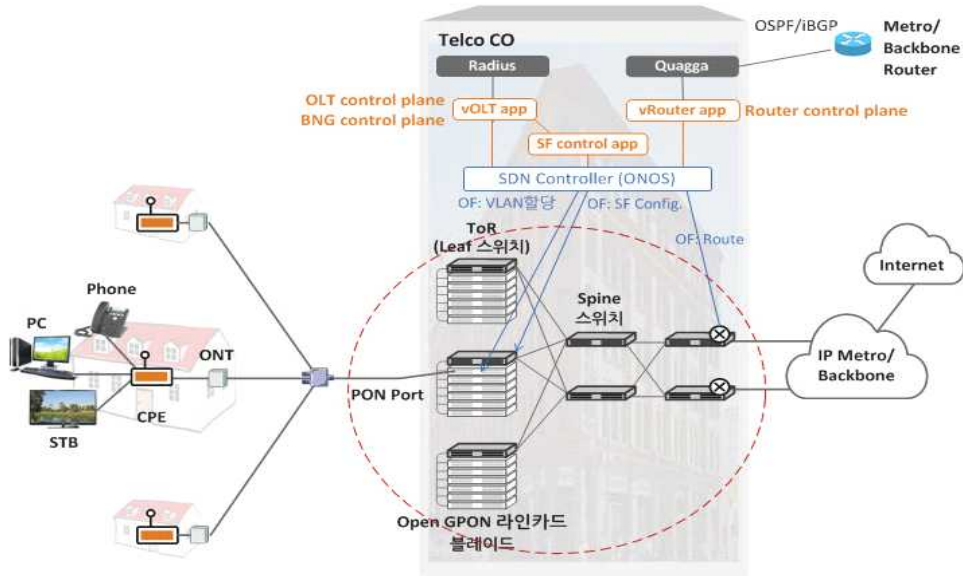 OSPF/iBGP
Metro/
Backbone
Router
Telco CO
Radius
Quagga
OLT control plane
BNG control plane
vOLT app
vRouter app
Router control plane
SF control app
SDN Controller (ONOS)
OF: VLAN할당
OF: SF Config.
OF: Route
ToR
(Leaf 스위치)
Spine
스위치
Internet
IP Metro/
Backbone
Phone
PC
ONT
CPE
STB
PON Port
Open GPON 라인카드
블레이드